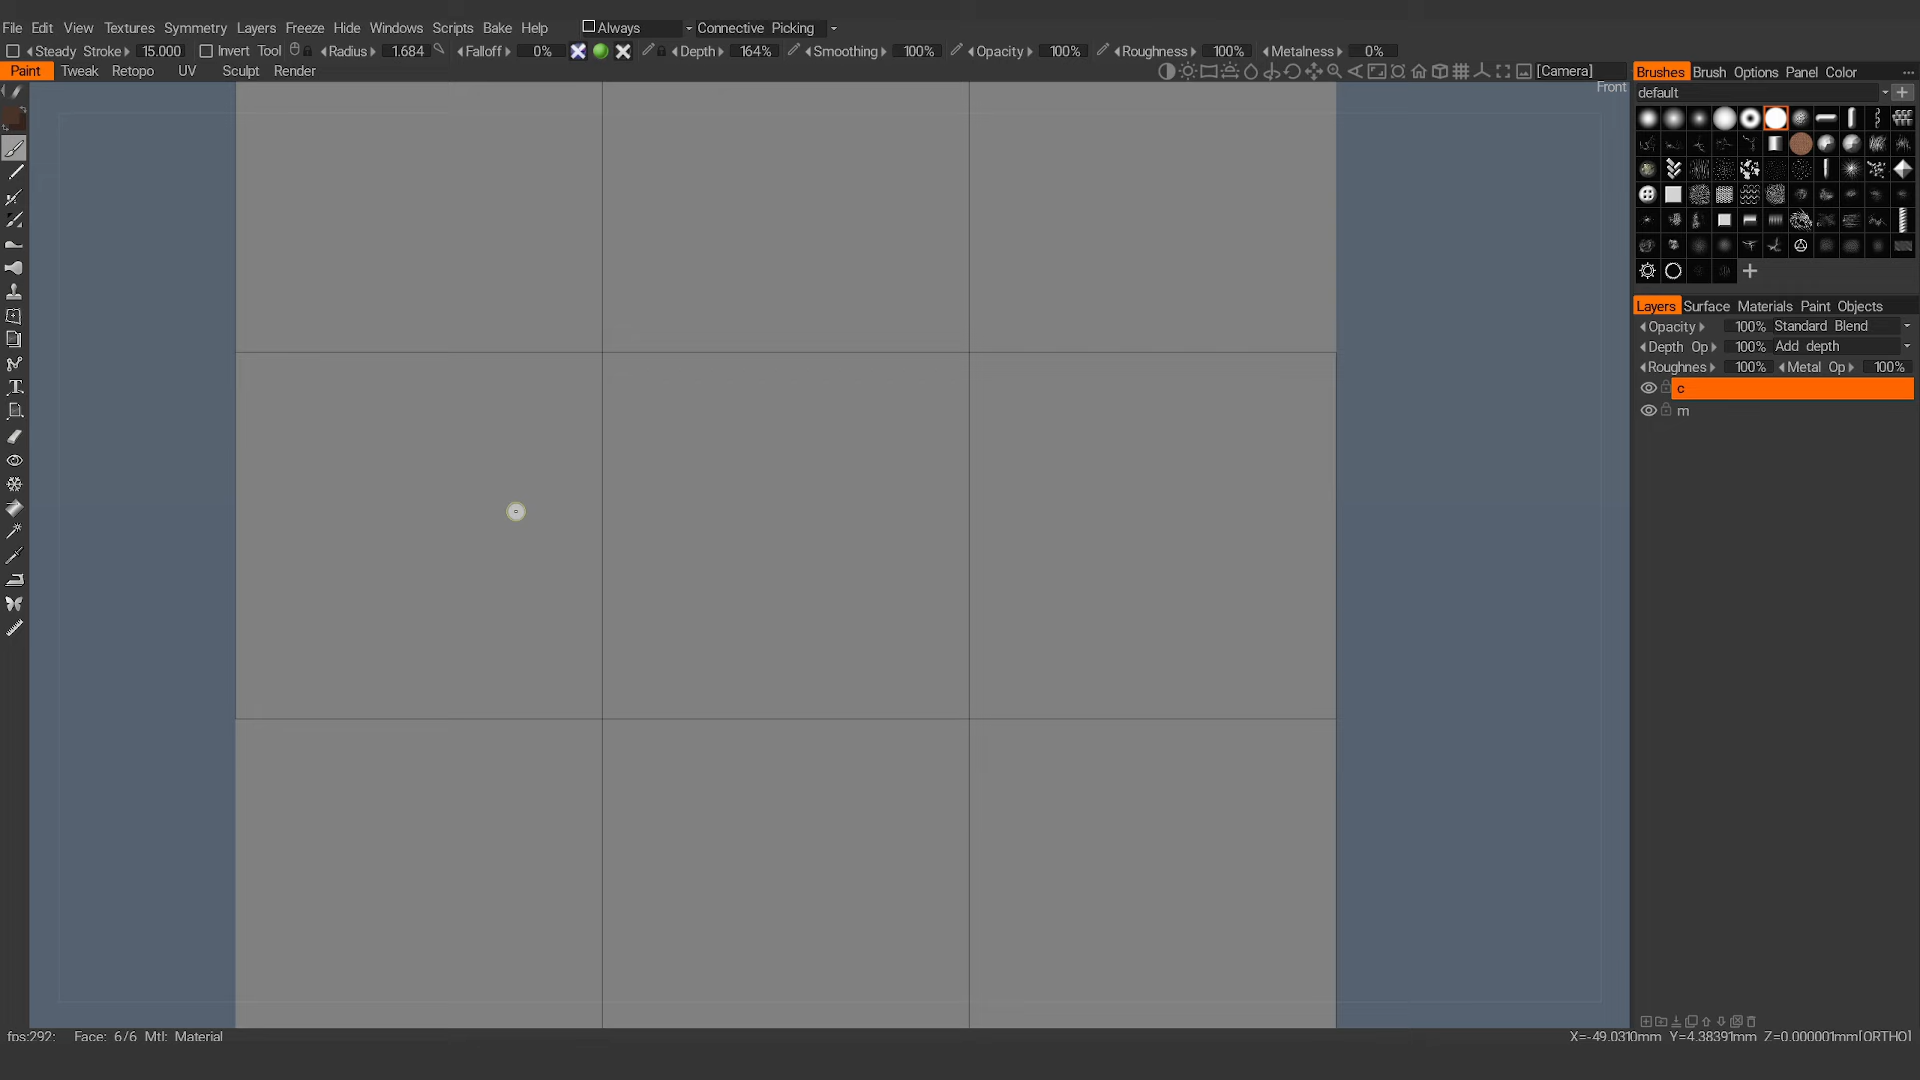 File Edit View Textures Symmetry Layers Freeze Hide Windows Scripts Bake Help Always Connective Picking
Steady Stroke 15.000 Invert Tool Radius 1.684 Falloff 0% Depth 164% Smoothing 100% Opacity 100% Roughness 100% Metalness 0%
Paint Tweak Retopo UV Sculpt Render [Camera]
Front
Brushes Brush Options Panel Color
default
Layers Surface Materials Paint Objects
Opacity 100% Standard Blend
Depth Op 100% Add depth
Roughnes 100% Metal Op 100%
c
m
fps:292; Face: 6/6 Mtl: Material
X=-49.0310mm Y=4.38391mm Z=0.000001mm[ORTHO]